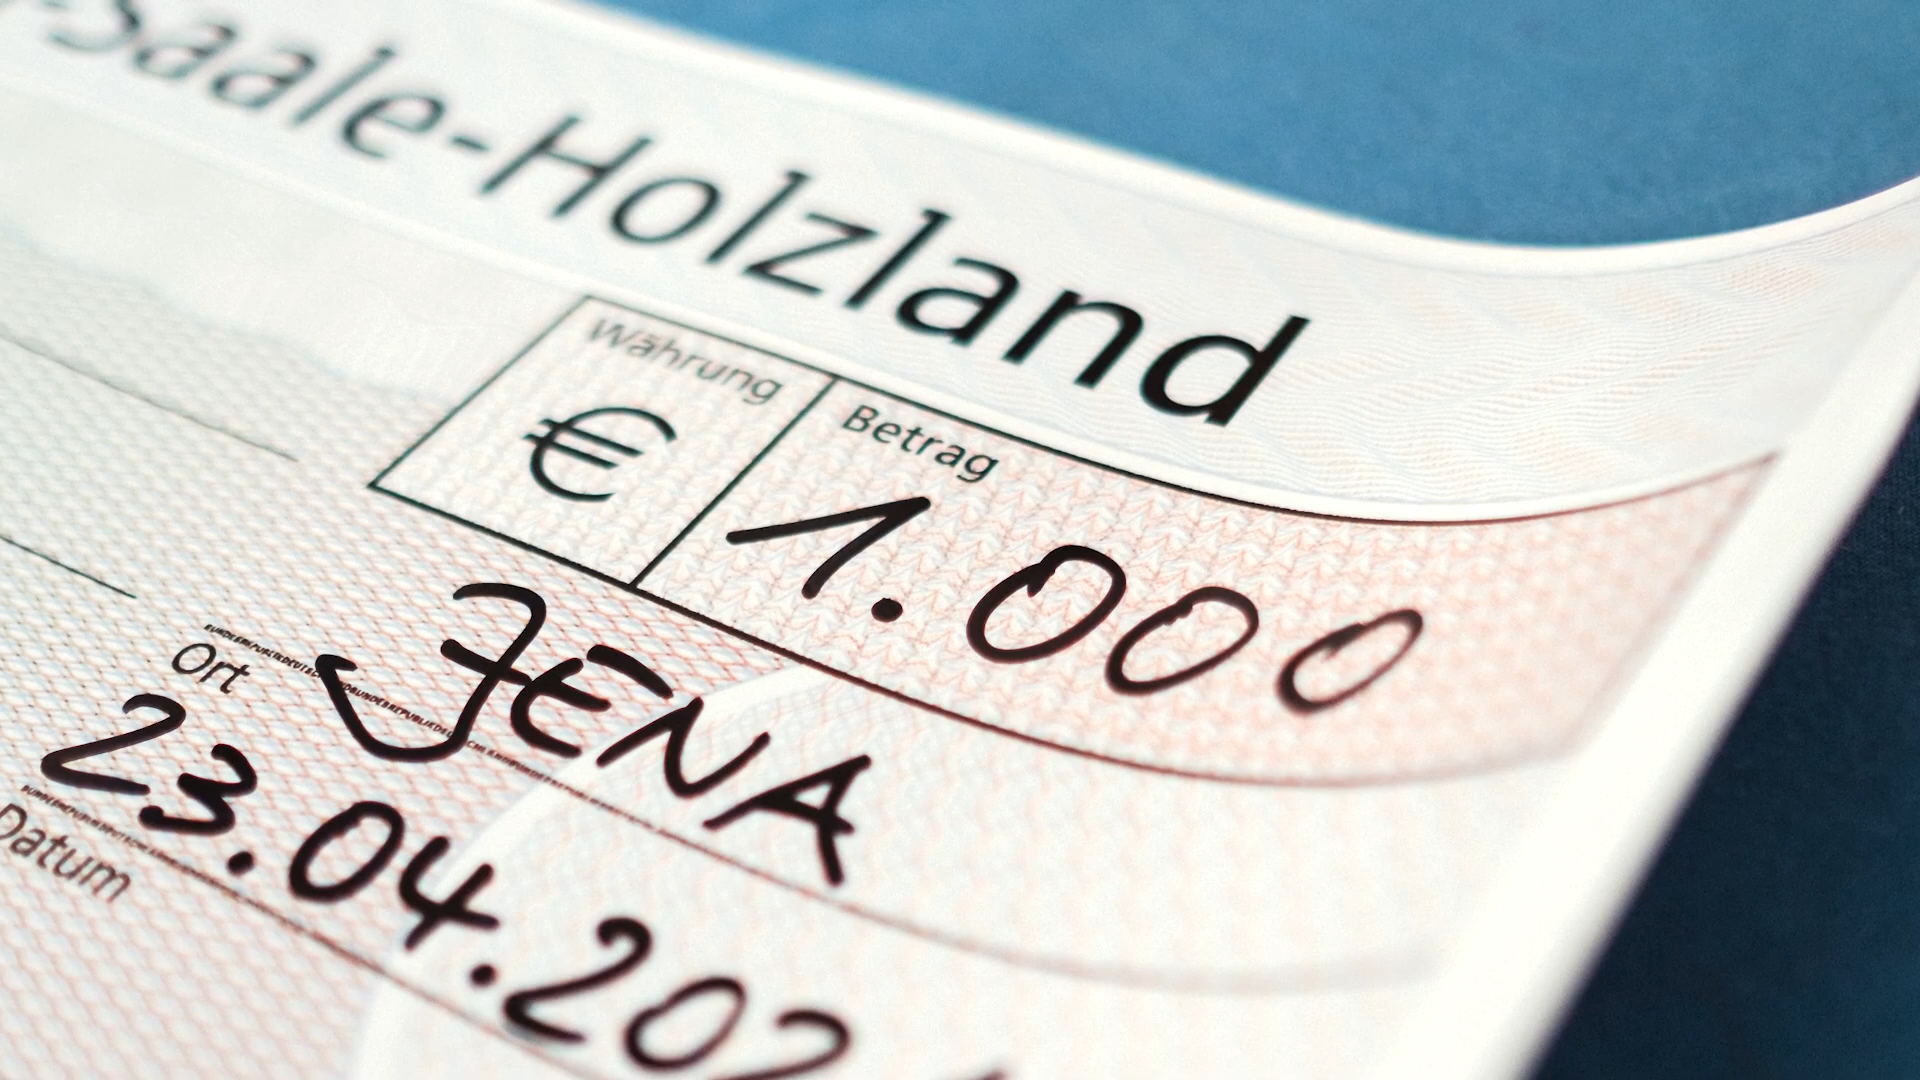 -Saale-Holzland
Währung Betrag
€ 1.000
Ort JENA
23.04.202
Datum